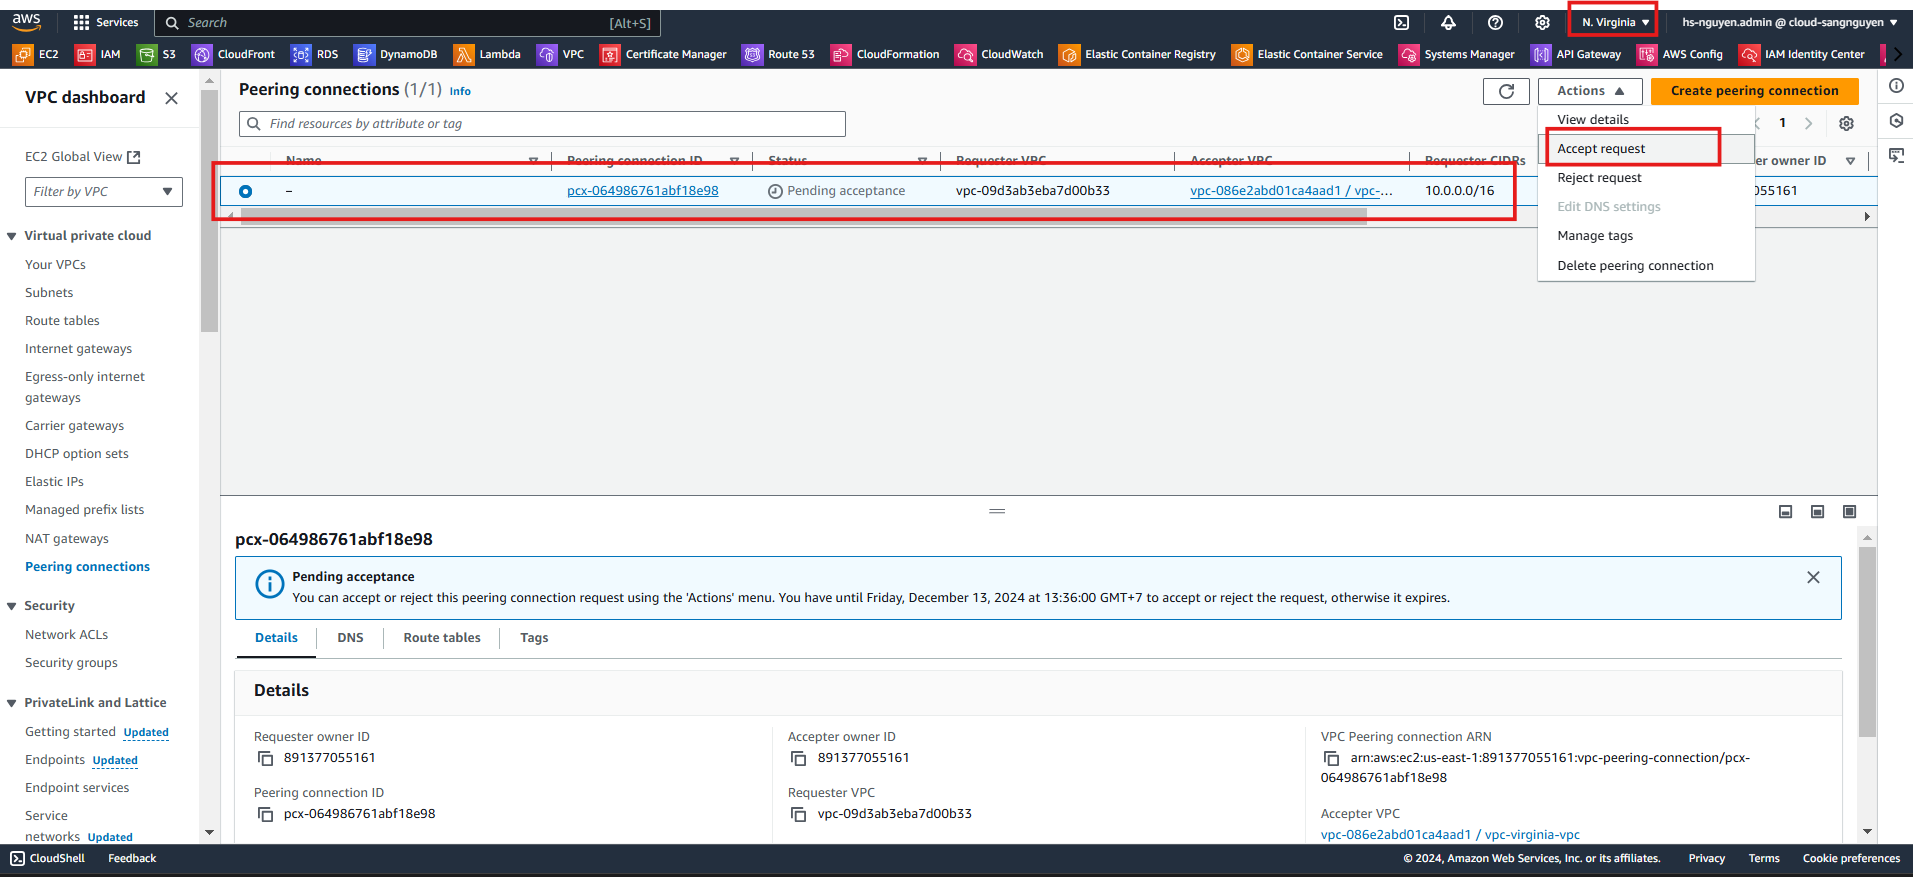 aws Services Search [Alt+S] N. Virginia hs-nguyen.admin @ cloud-sangnguyen
EC2 IAM S3 CloudFront RDS DynamoDB Lambda VPC Certificate Manager Route 53 CloudFormation CloudWatch Elastic Container Registry Elastic Container Service Systems Manager API Gateway AWS Config IAM Identity Center
VPC dashboard
EC2 Global View
Filter by VPC
Virtual private cloud
Your VPCs
Subnets
Route tables
Internet gateways
Egress-only internet
gateways
Carrier gateways
DHCP option sets
Elastic IPs
Managed prefix lists
NAT gateways
Peering connections
Security
Network ACLs
Security groups
PrivateLink and Lattice
Getting started Updated
Endpoints Updated
Endpoint services
Service
networks Updated
Peering connections (1/1) Info
Actions Create peering connection
Find resources by attribute or tag
1
View details
Accept request
Reject request
Edit DNS settings
Manage tags
Delete peering connection
Name Peering connection ID Status Requester VPC Accepter VPC Requester CIDRs er owner ID
– pcx-064986761abf18e98 Pending acceptance vpc-09d3ab3eba7d00b33 vpc-086e2abd01ca4aad1 / vpc-... 10.0.0.0/16 055161
pcx-064986761abf18e98
Pending acceptance
You can accept or reject this peering connection request using the 'Actions' menu. You have until Friday, December 13, 2024 at 13:36:00 GMT+7 to accept or reject the request, otherwise it expires.
Details DNS Route tables Tags
Details
Requester owner ID
891377055161
Peering connection ID
pcx-064986761abf18e98
Accepter owner ID
891377055161
Requester VPC
vpc-09d3ab3eba7d00b33
VPC Peering connection ARN
arn:aws:ec2:us-east-1:891377055161:vpc-peering-connection/pcx-
064986761abf18e98
Accepter VPC
vpc-086e2abd01ca4aad1 / vpc-virginia-vpc
CloudShell Feedback © 2024, Amazon Web Services, Inc. or its affiliates. Privacy Terms Cookie preferences